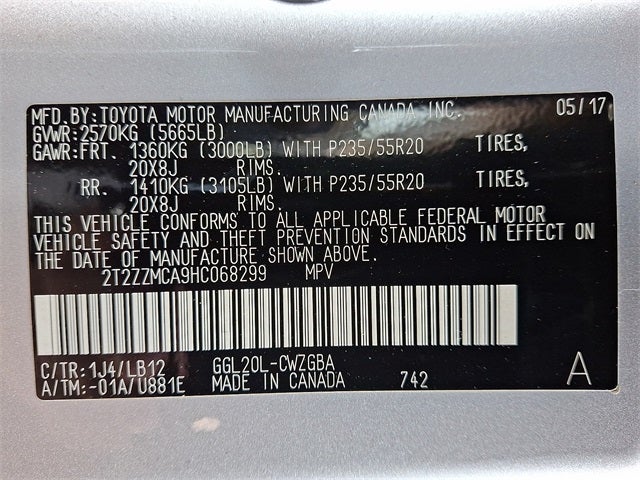 MFD.BY:TOYOTA MOTOR MANUFACTURING CANADA INC. 05/17
GVWR:2570KG (5665LB)
GAWR:FRT. 1360KG (3000LB) WITH P235/55R20 TIRES,
20X8J RIMS.
RR. 1410KG (3105LB) WITH P235/55R20 TIRES,
20X8J RIMS.
THIS VEHICLE CONFORMS TO ALL APPLICABLE FEDERAL MOTOR
VEHICLE SAFETY AND THEFT PREVENTION STANDARDS IN EFFECT ON
THE DATE OF MANUFACTURE SHOWN ABOVE.
2T2ZZMCA9HC068299 MPV
C/TR:1J4/LB12 GGL20L-CWZGBA
A/TM:-01A/U881E MADE IN CANADA 742 A